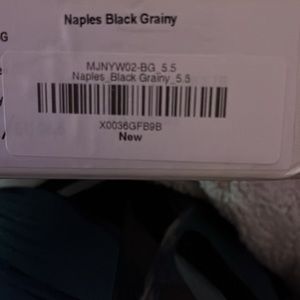 Naples Black Grainy
G
MJNYW02-BG_5.5
Naples_Black Grainy_5.5
X0036GFB9B
New